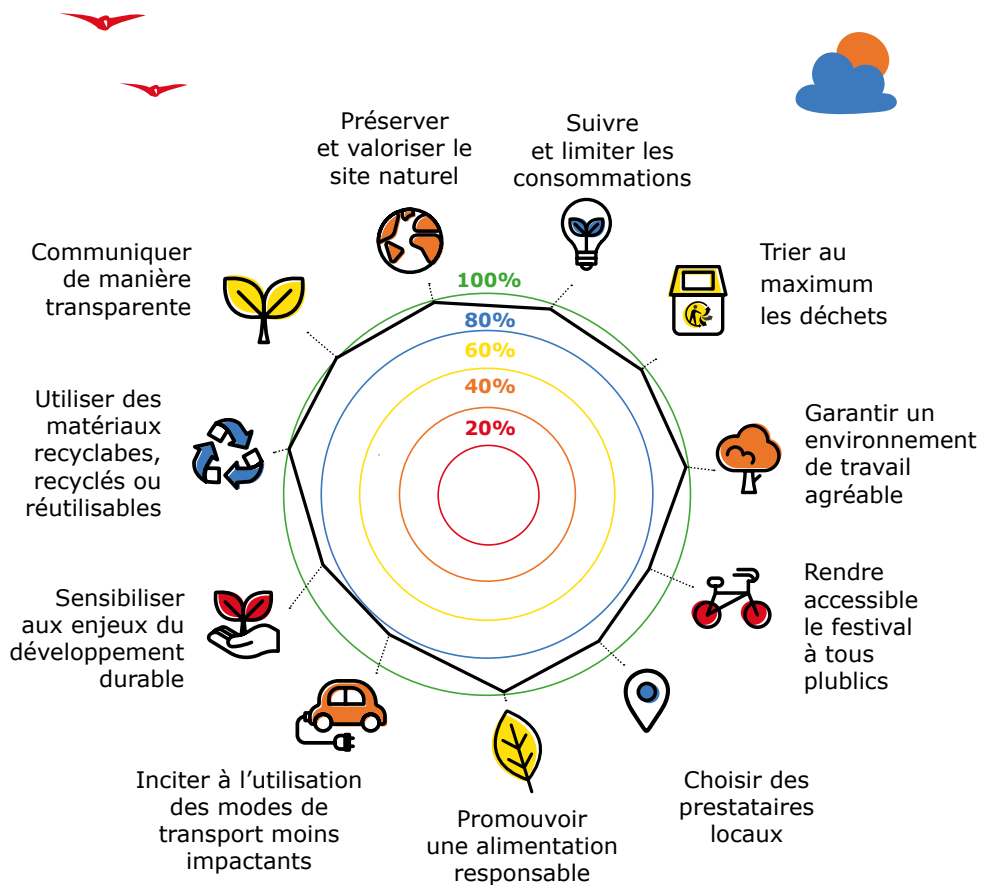 Préserver
et valoriser le
site naturel
Suivre
et limiter les
consommations
Trier au
maximum
les déchets
Garantir un
environnement
de travail
agréable
Rendre
accessible
le festival
à tous
plublics
Choisir des
prestataires
locaux
Promouvoir
une alimentation
responsable
Inciter à l’utilisation
des modes de
transport moins
impactants
Sensibiliser
aux enjeux du
développement
durable
Utiliser des
matériaux
recyclabes,
recyclés ou
réutilisables
Communiquer
de manière
transparente
100%
80%
60%
40%
20%